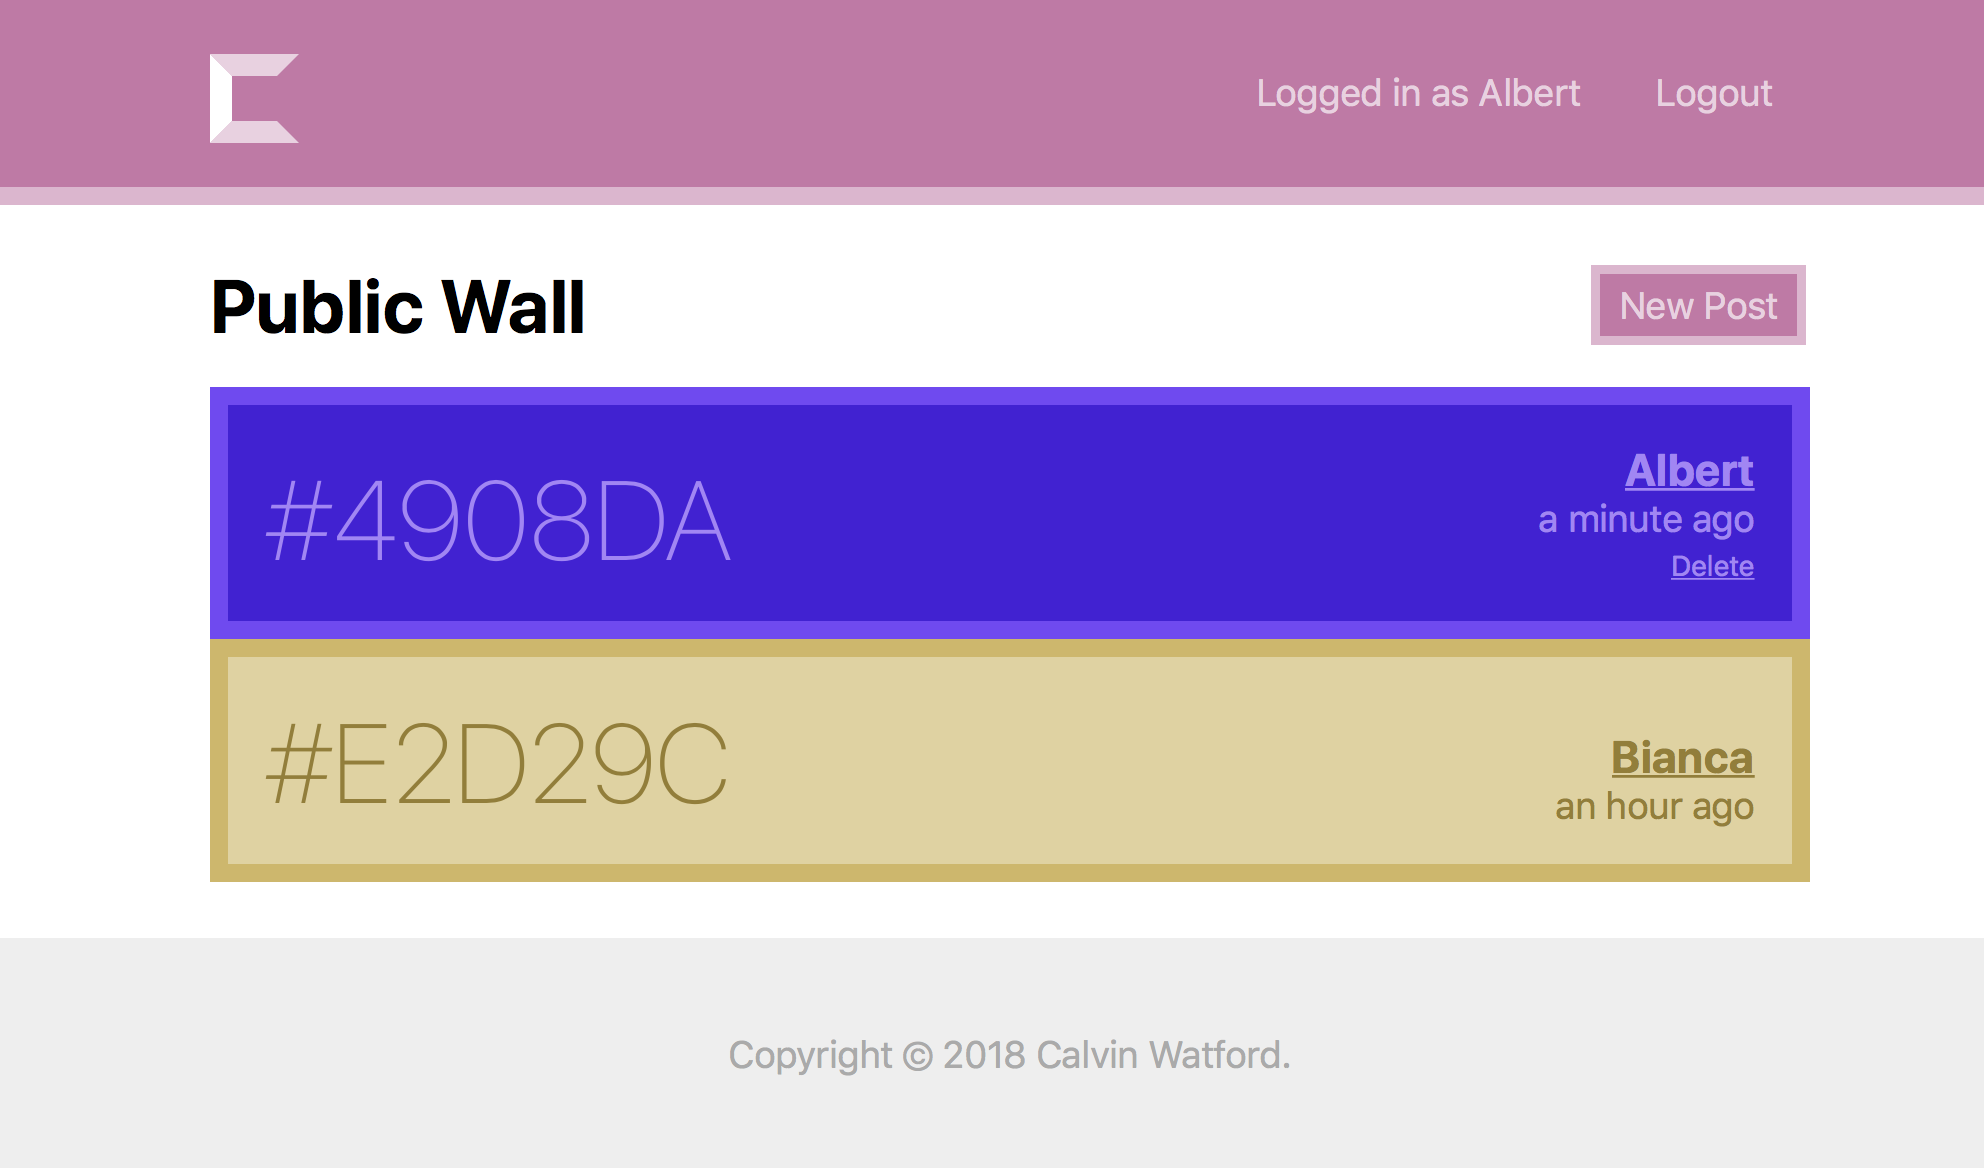 Logged in as Albert Logout
Public Wall
New Post
#4908DA
Albert
a minute ago
Delete
#E2D29C
Bianca
an hour ago
Copyright © 2018 Calvin Watford.